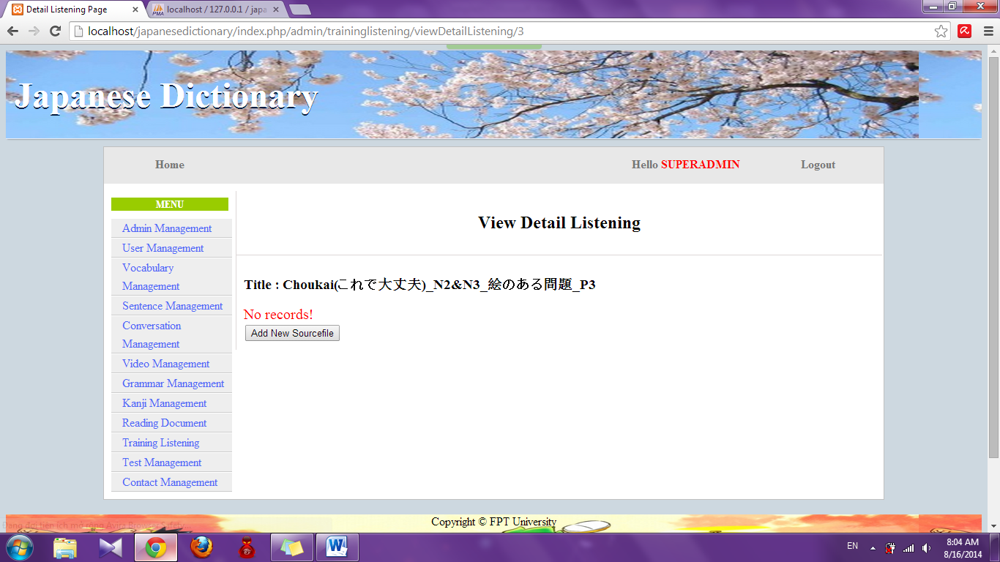 Detail Listening Page
localhost / 127.0.0.1 / japa
localhost/japanesedictionary/index.php/admin/traininglistening/viewDetailListening/3
Japanese Dictionary
Home
Hello SUPERADMIN
Logout
MENU
Admin Management
User Management
Vocabulary
Management
Sentence Management
Conversation
Management
Video Management
Grammar Management
Kanji Management
Reading Document
Training Listening
Test Management
Contact Management
View Detail Listening
Title : Choukai(これで大丈夫)_N2&N3_絵のある問題_P3
No records!
Add New Sourcefile
Copyright © FPT University
EN
8:04 AM
8/16/2014